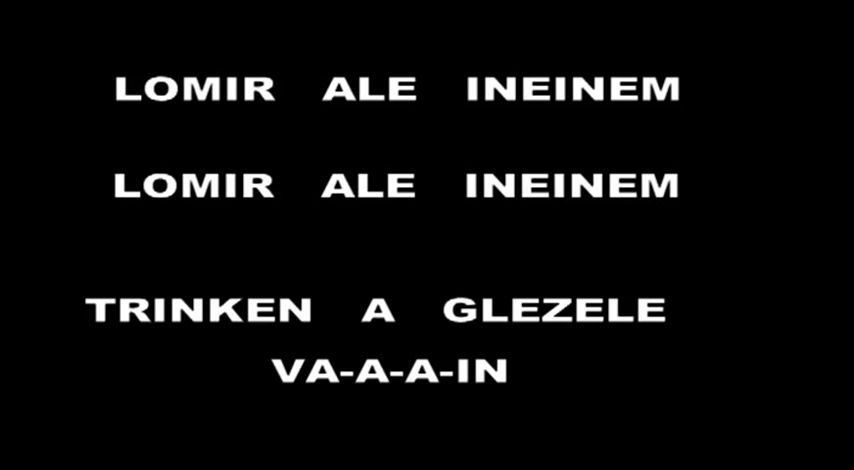 LOMIR ALE INEINEM
LOMIR ALE INEINEM
TRINKEN A GLEZELE
VA-A-A-IN